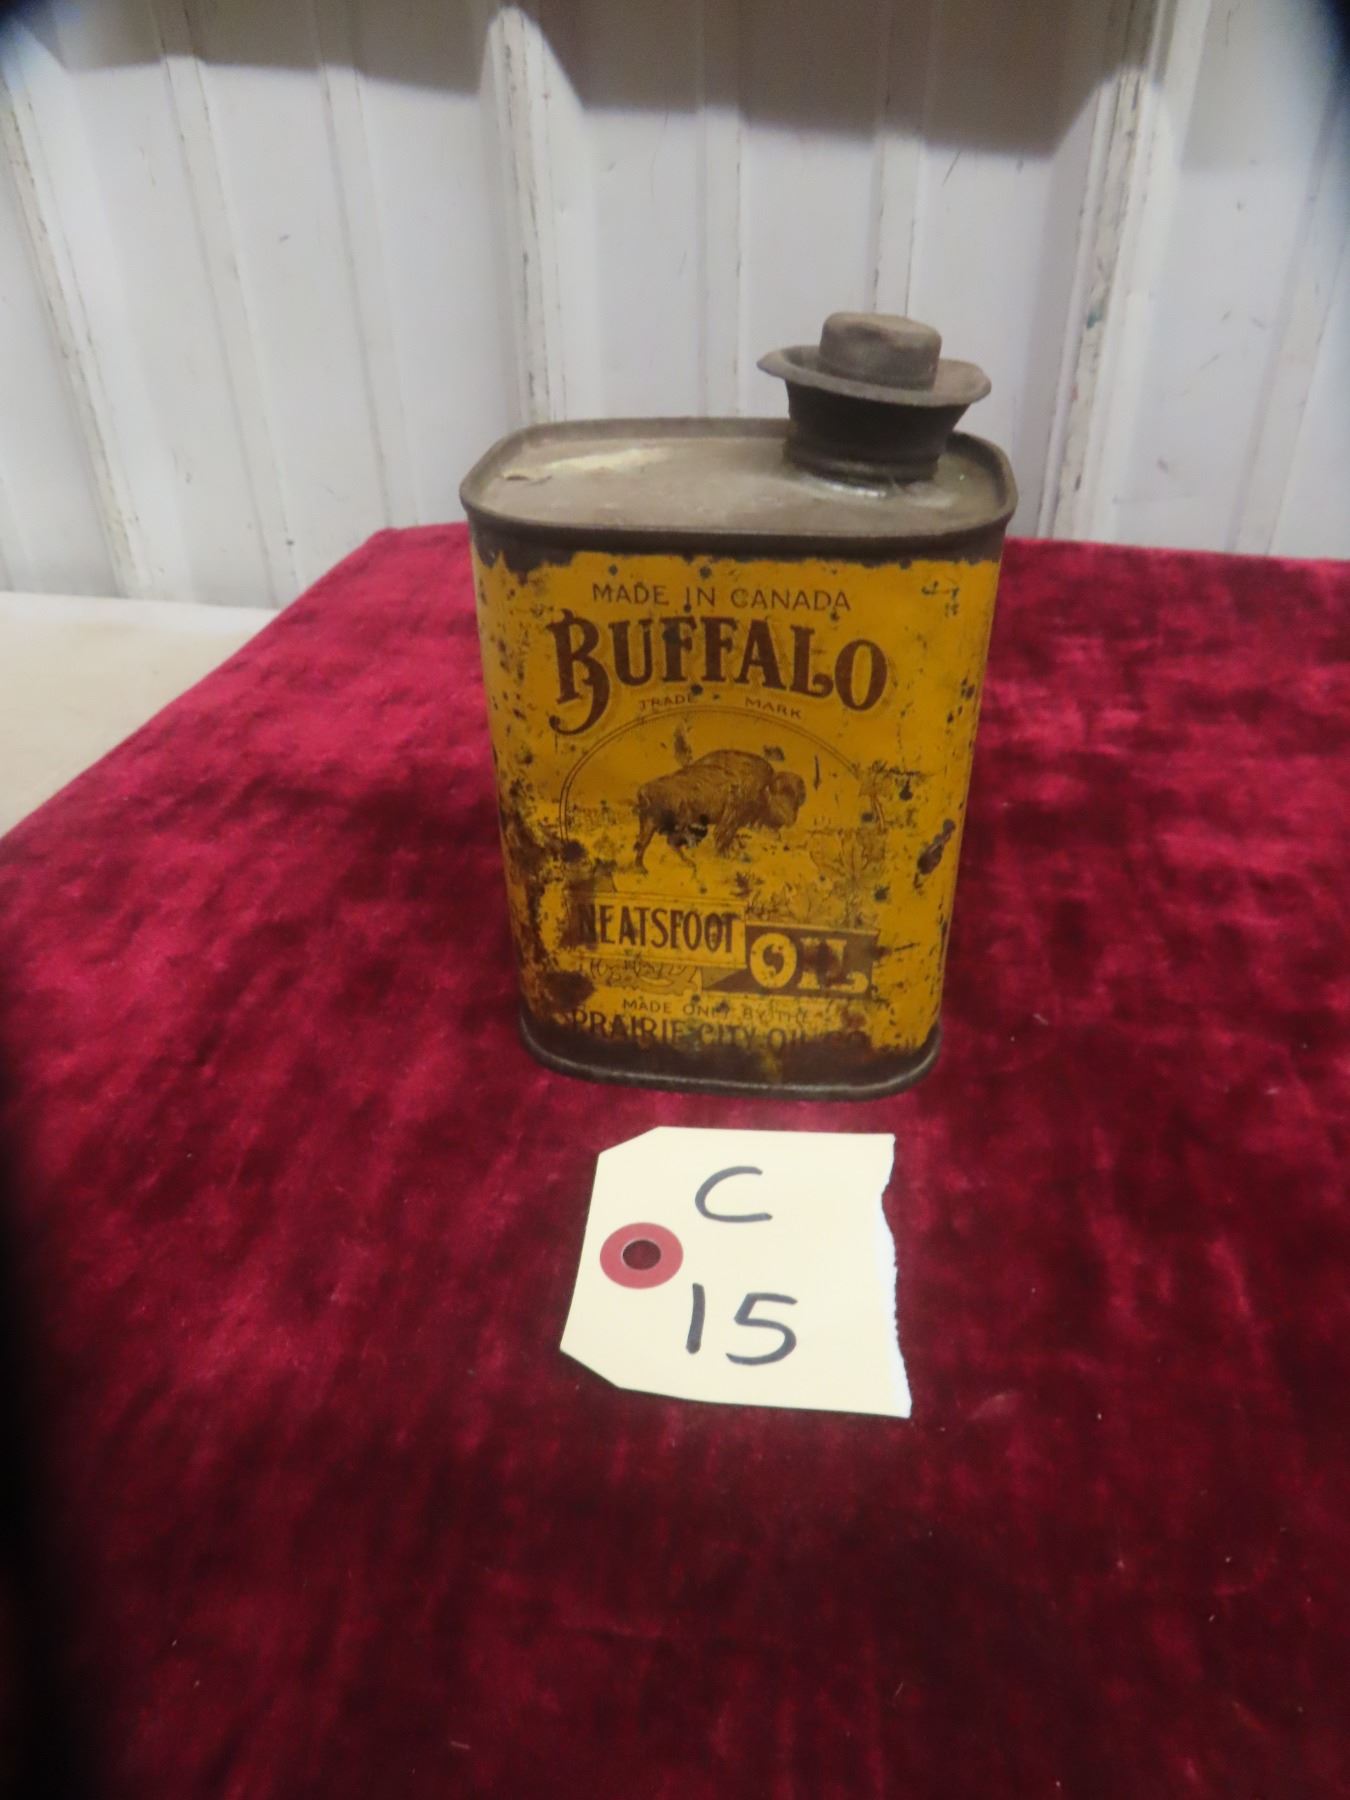 MADE IN CANADA
BUFFALO
TRADE MARK
NEATSFOOT OIL
MADE ONLY BY THE
PRAIRIE CITY OIL CO
C
15